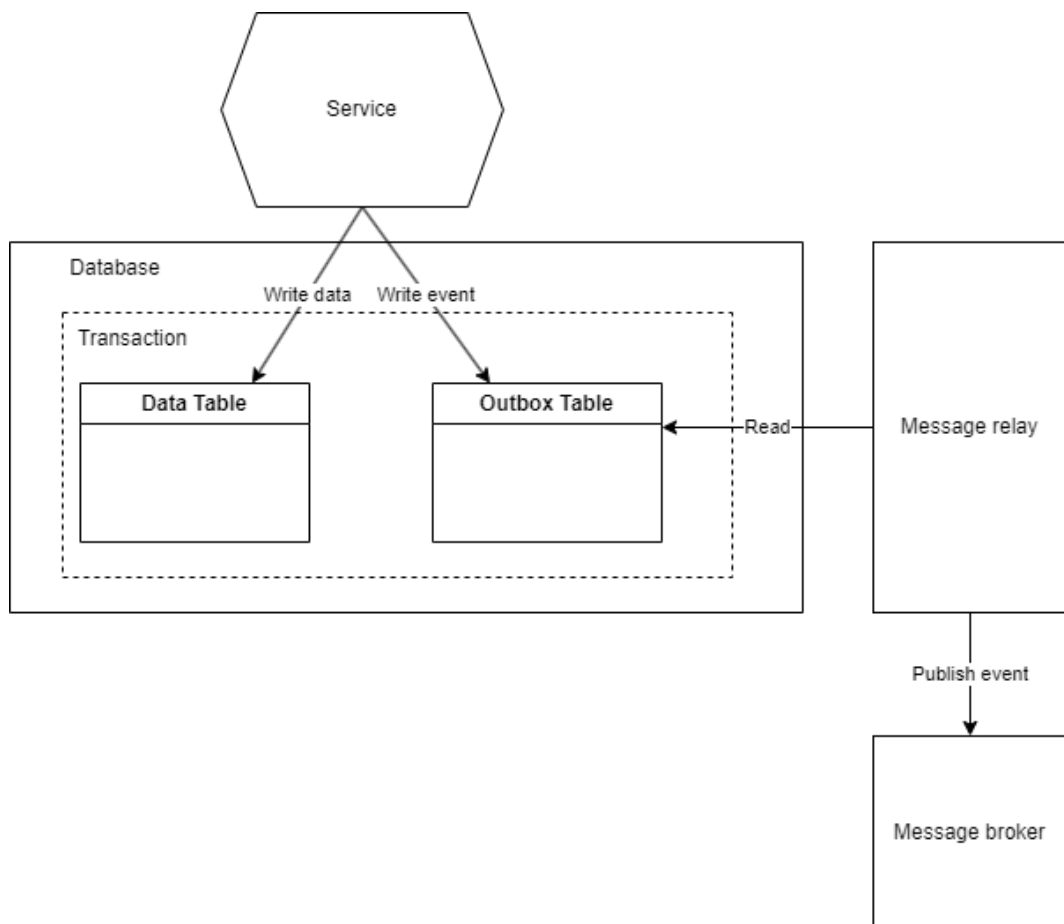 Service
Database
Write data
Write event
Transaction
Data Table
Outbox Table
Read
Message relay
Publish event
Message broker